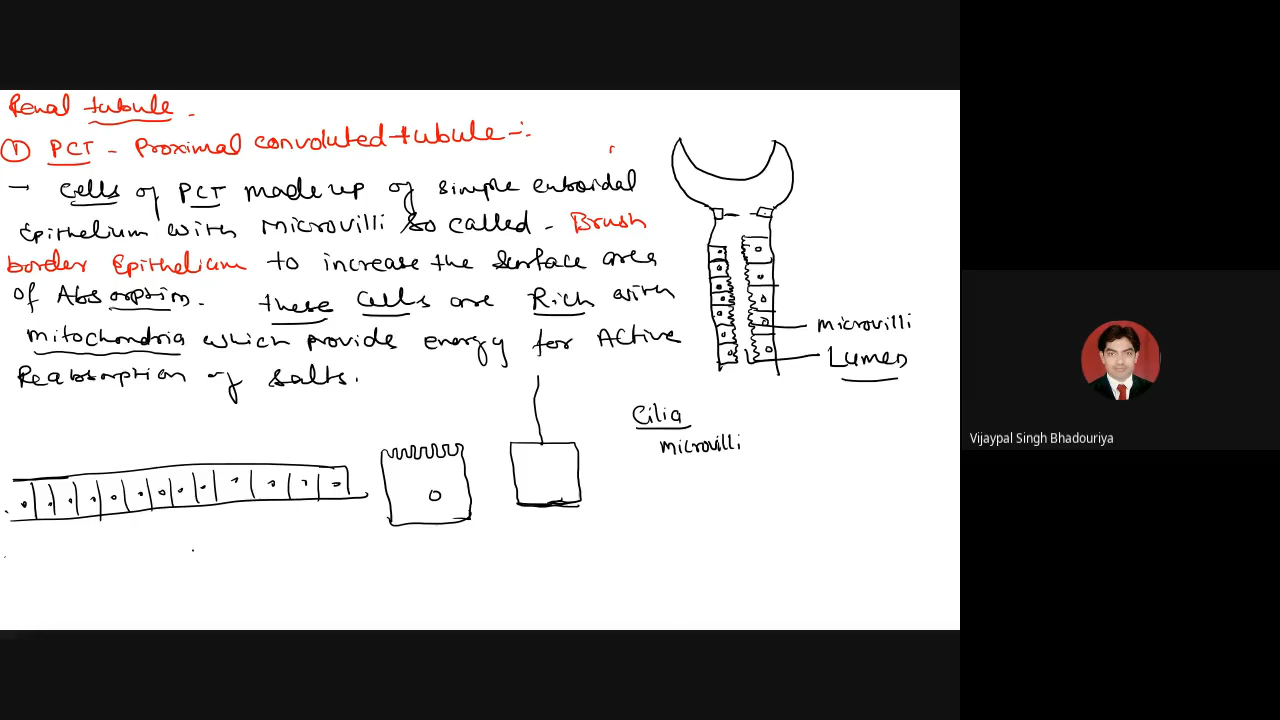 Renal tubule.
① PCT - Proximal convoluted tubule -:
→ Cells of PCT made up of simple cuboidal
Epithelium with Microvilli so called - Brush
border Epithelium to increase the surface area
of Absorption. these cells are Rich with
mitochondria which provide energy for Active
Reabsorption of salts.
microvilli
Lumen
Cilia
microvilli
Vijaypal Singh Bhadouriya